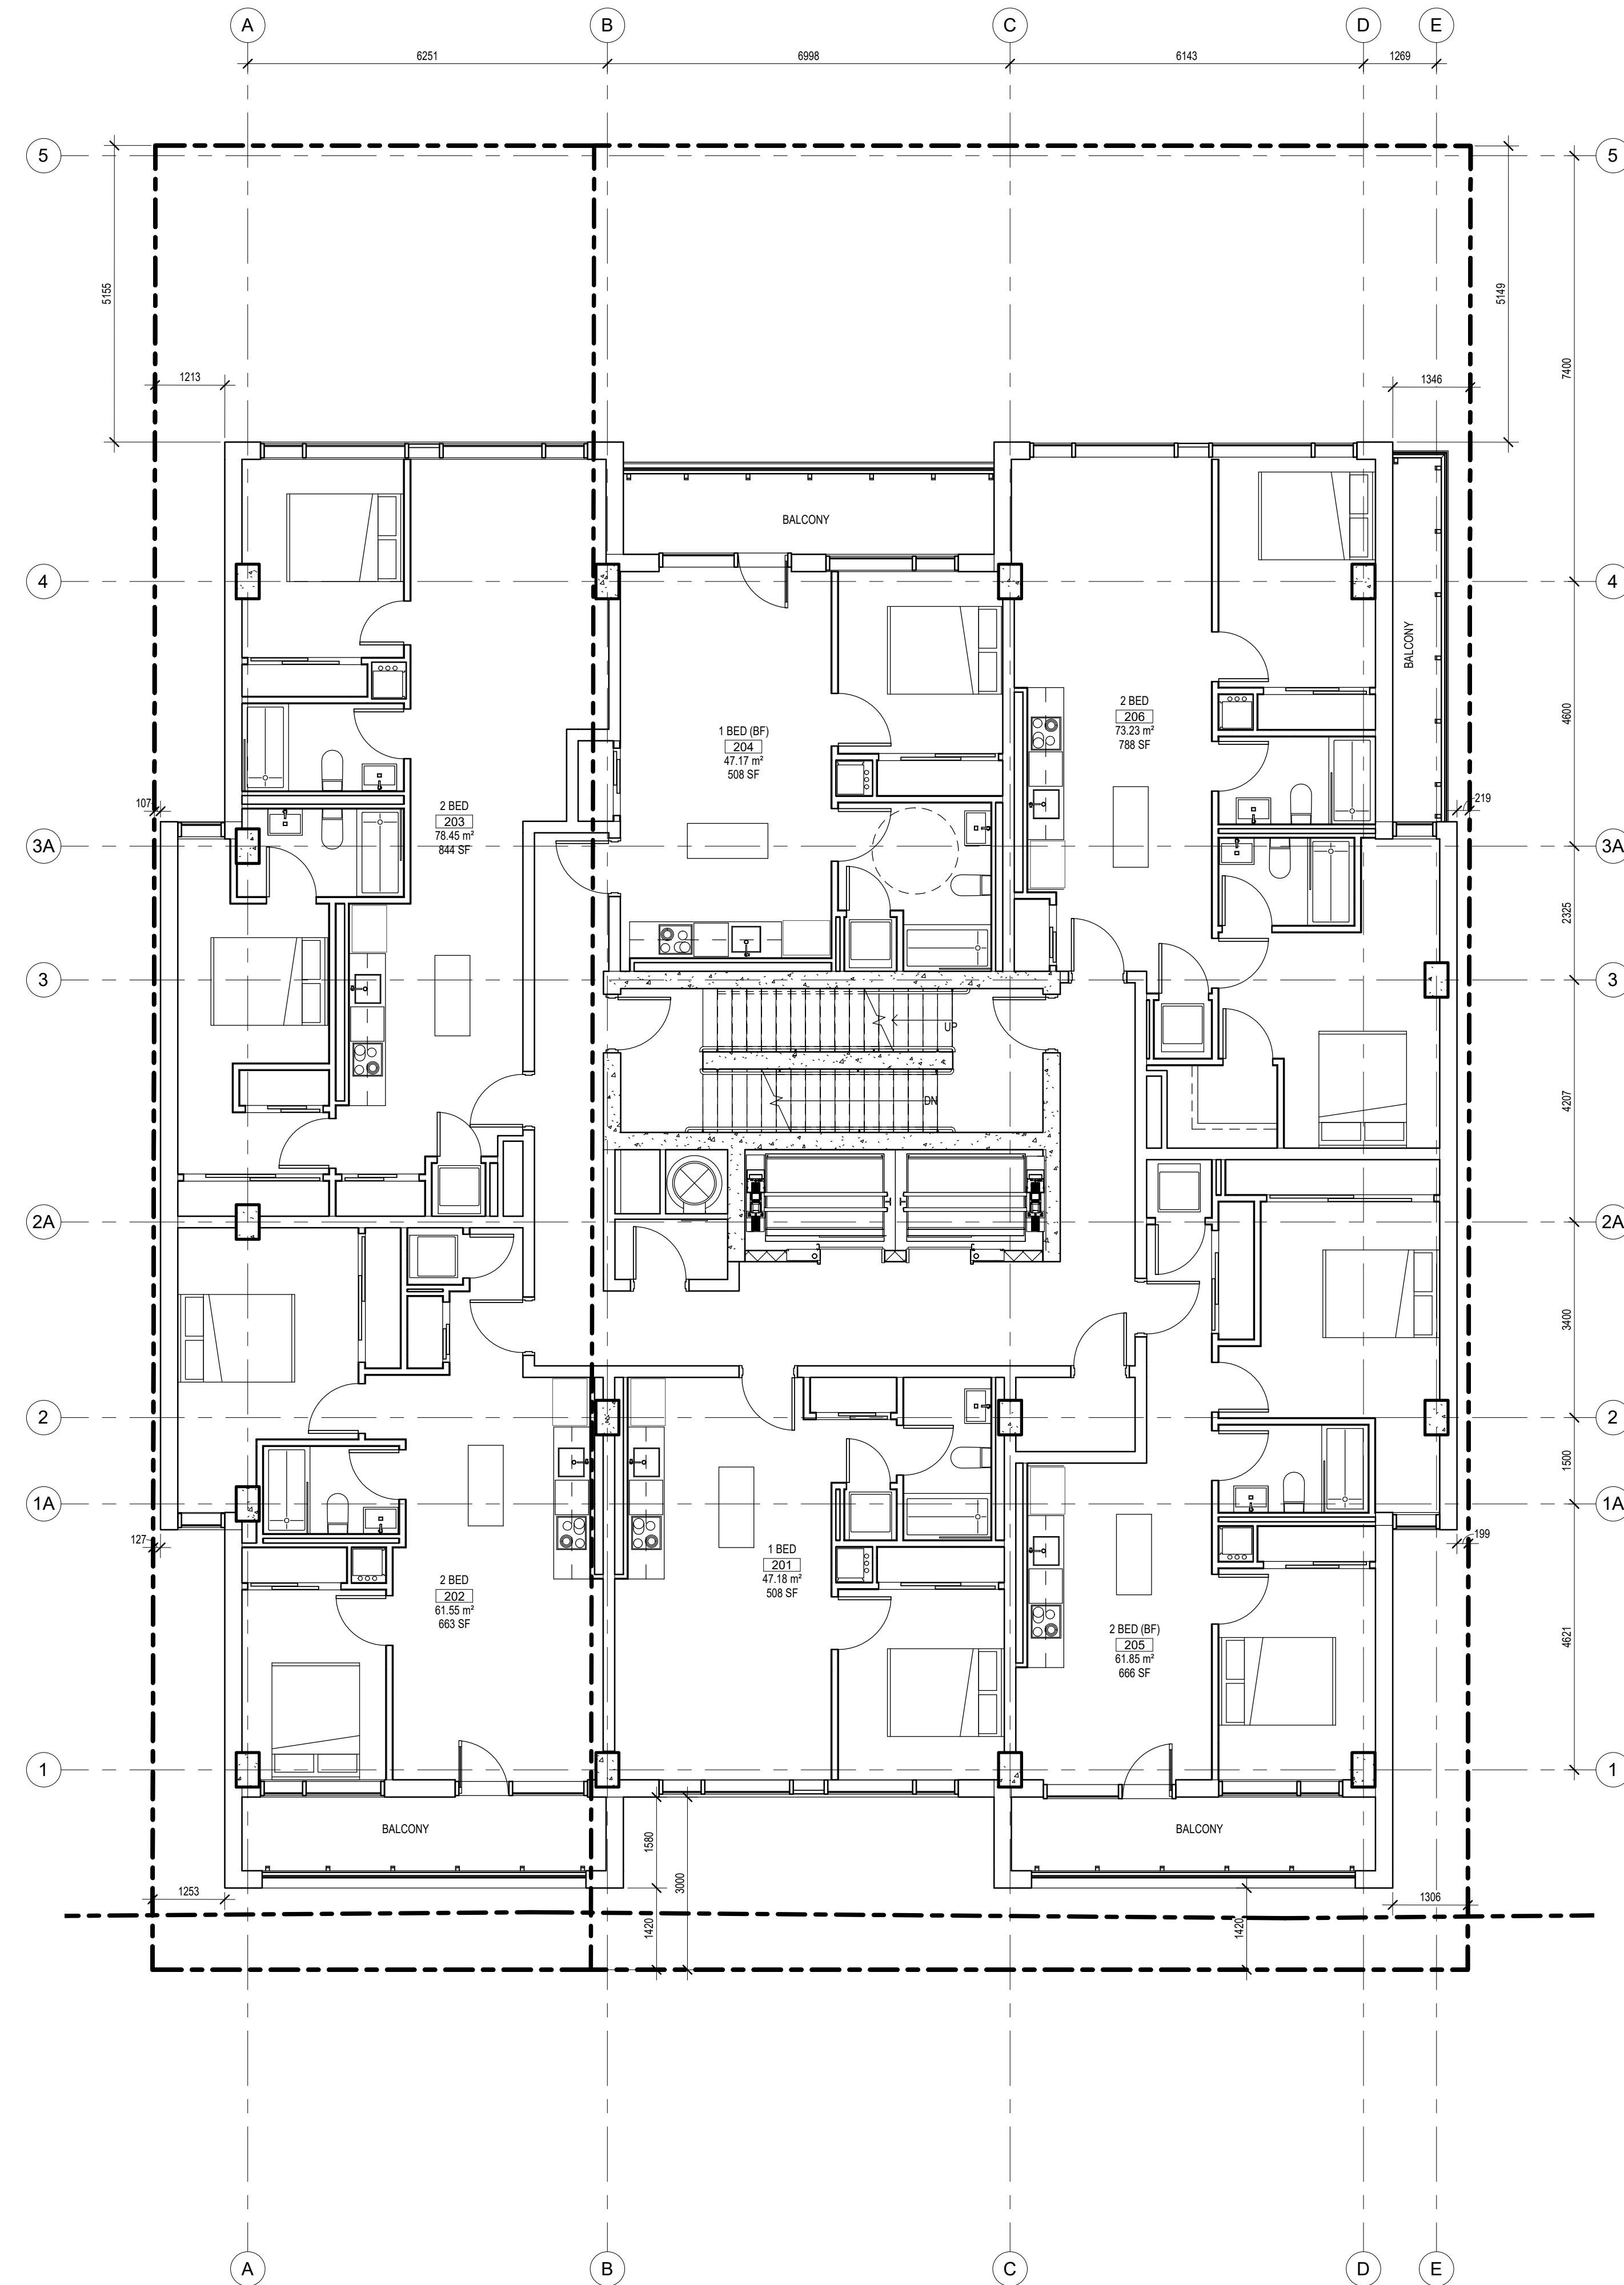 A
B
C
D
E
6251
6998
6143
1269
5
5
5155
5149
7400
1213
1346
BALCONY
4
4
BALCONY
4600
2 BED
206
73.23 m²
788 SF
1 BED (BF)
204
47.17 m²
508 SF
107
2 BED
203
78.45 m²
844 SF
219
3A
3A
2325
3
3
UP
DN
4207
2A
2A
3400
2
2
1500
1A
1A
127
199
1 BED
201
47.18 m²
508 SF
2 BED
202
61.55 m²
663 SF
2 BED (BF)
205
61.85 m²
666 SF
4621
1
1
BALCONY
BALCONY
1580
3000
1253
1306
1420
1420
A
B
C
D
E